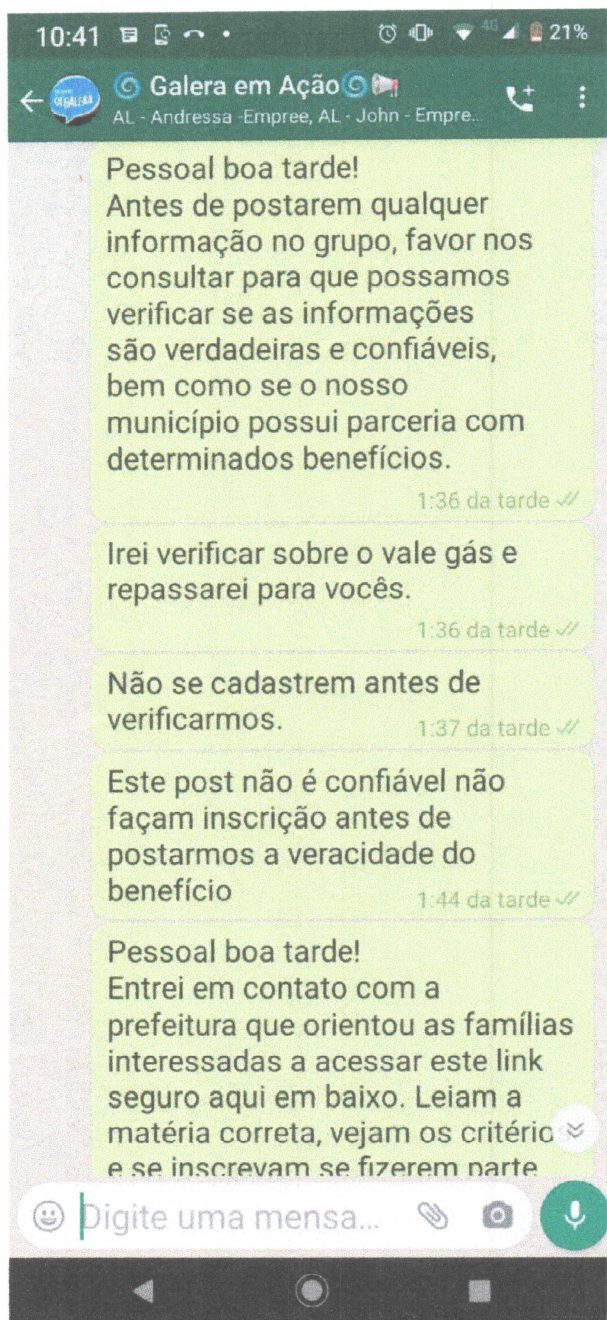 10:41
4G 21%
Galera em Ação
AL - Andressa -Empree, AL - John - Empre...
Pessoal boa tarde!
Antes de postarem qualquer
informação no grupo, favor nos
consultar para que possamos
verificar se as informações
são verdadeiras e confiáveis,
bem como se o nosso
município possui parceria com
determinados benefícios.
1:36 da tarde
Irei verificar sobre o vale gás e
repassarei para vocês.
1:36 da tarde
Não se cadastrem antes de
verificarmos.
1:37 da tarde
Este post não é confiável não
façam inscrição antes de
postarmos a veracidade do
benefício
1:44 da tarde
Pessoal boa tarde!
Entrei em contato com a
prefeitura que orientou as famílias
interessadas a acessar este link
seguro aqui em baixo. Leiam a
matéria correta, vejam os critério
e se inscrevam se fizerem parte
Digite uma mensa...